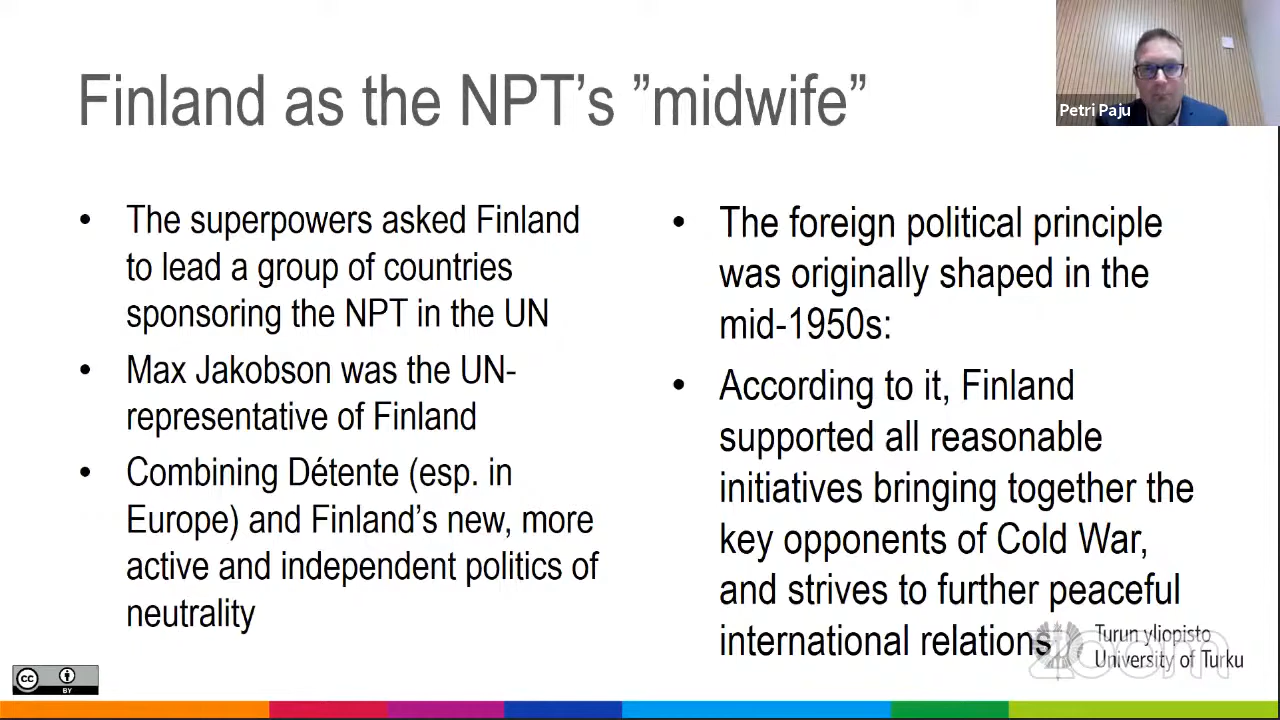 Finland as the NPT's ”midwife”
Petri Paju
• The superpowers asked Finland
to lead a group of countries
sponsoring the NPT in the UN
• Max Jakobson was the UN-
representative of Finland
• Combining Détente (esp. in
Europe) and Finland's new, more
active and independent politics of
neutrality
• The foreign political principle
was originally shaped in the
mid-1950s:
• According to it, Finland
supported all reasonable
initiatives bringing together the
key opponents of Cold War,
and strives to further peaceful
international relations
Turun yliopisto
University of Turku
zoom
cc
BY